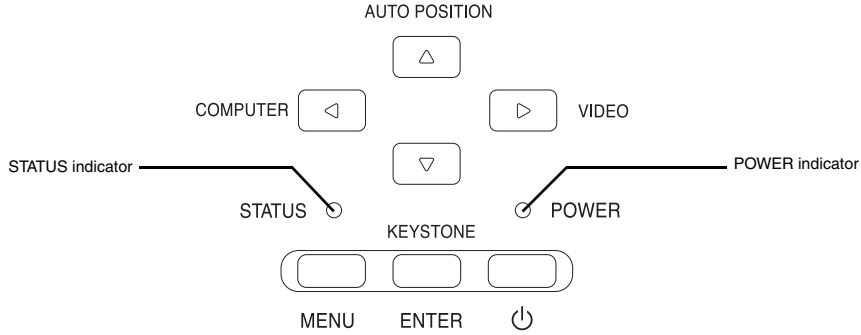 AUTO POSITION
COMPUTER
VIDEO
STATUS indicator
POWER indicator
STATUS
POWER
KEYSTONE
MENU
ENTER